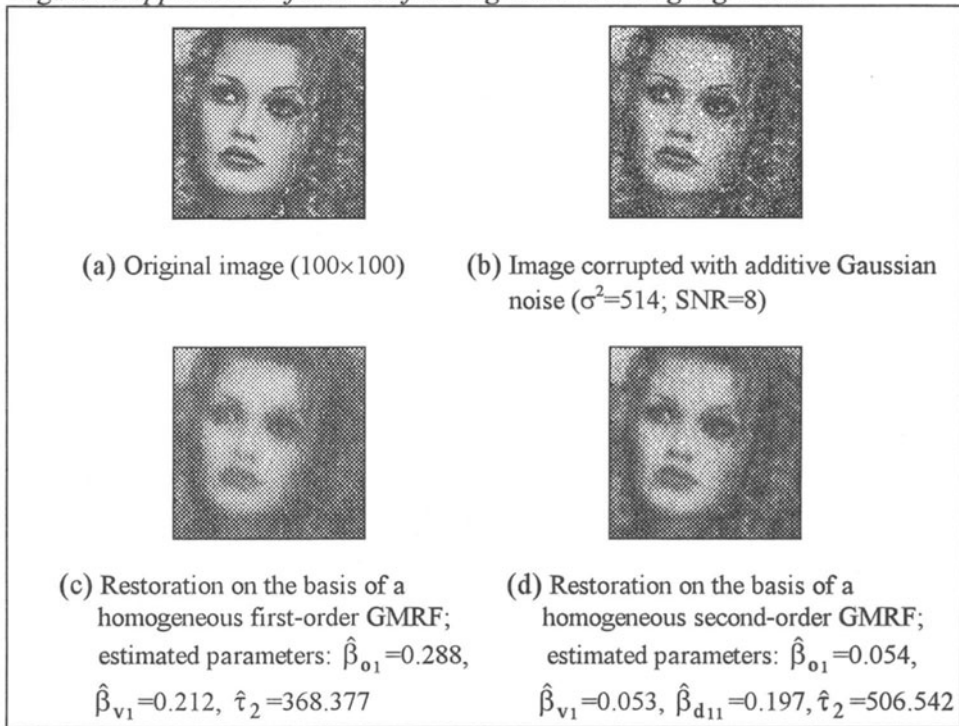 (a) Original image (100×100)
(b) Image corrupted with additive Gaussian
noise (σ²=514; SNR=8)
(c) Restoration on the basis of a
homogeneous first-order GMRF;
estimated parameters: β̂ₒ₁=0.288,
β̂ᵥ₁=0.212, τ̂₂=368.377
(d) Restoration on the basis of a
homogeneous second-order GMRF;
estimated parameters: β̂ₒ₁=0.054,
β̂ᵥ₁=0.053, β̂d₁₁=0.197, τ̂₂=506.542